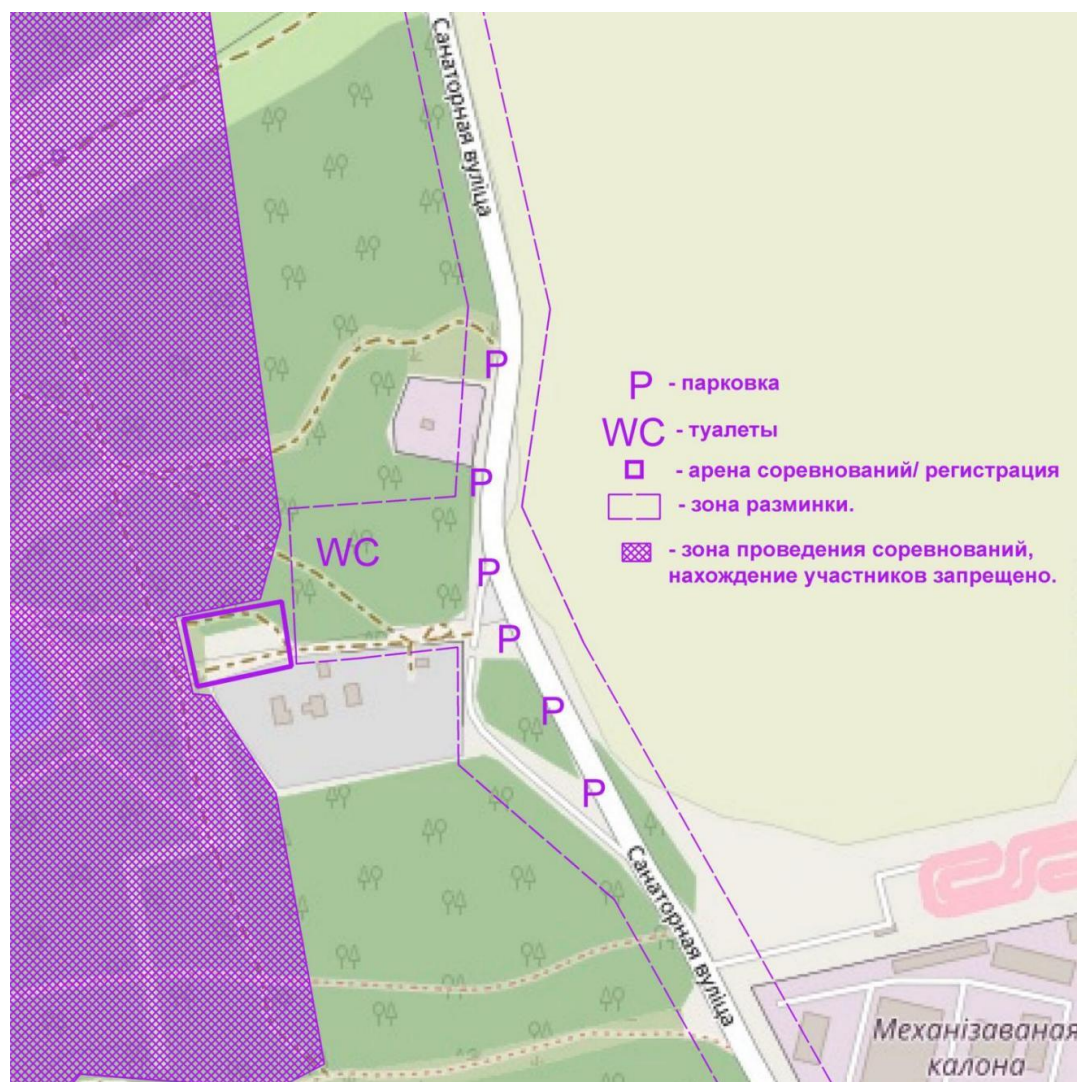 Санаторная вуліца
P
P - парковка
WC - туалеты
- арена соревнований/ регистрация
P
- зона разминки.
WC
- зона проведения соревнований,
нахождение участников запрещено.
P
P
P
P
Санаторная вуліца
Механізаваная
калона